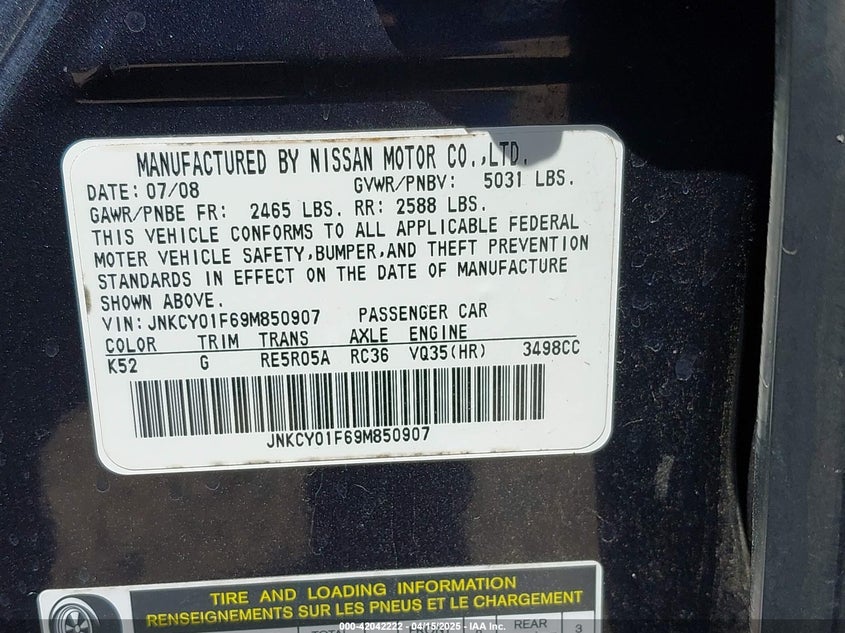 MANUFACTURED BY NISSAN MOTOR CO.,LTD.
DATE: 07/08 GVWR/PNBV: 5031 LBS.
GAWR/PNBE FR: 2465 LBS. RR: 2588 LBS.
THIS VEHICLE CONFORMS TO ALL APPLICABLE FEDERAL
MOTOR VEHICLE SAFETY,BUMPER,AND THEFT PREVENTION
STANDARDS IN EFFECT ON THE DATE OF MANUFACTURE
SHOWN ABOVE.
VIN:JNKCY01F69M850907 PASSENGER CAR
COLOR TRIM TRANS AXLE ENGINE
K52 G RE5R05A RC36 VQ35(HR) 3498CC
JNKCY01F69M850907
TIRE AND LOADING INFORMATION
RENSEIGNEMENTS SUR LES PNEUS ET LE CHARGEMENT
REAR 3
000-42042222 - 04/15/2025 - IAA Inc.